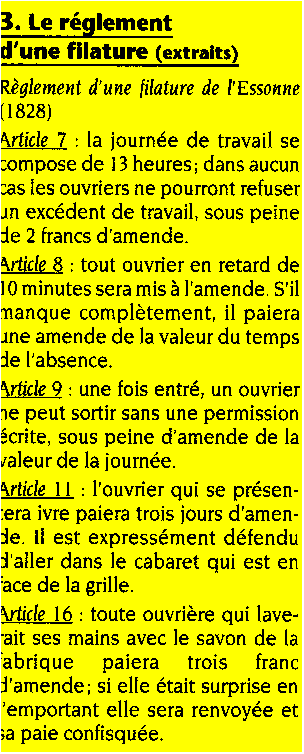 3. Le réglement
d'une filature (extraits)
Règlement d'une filature de l'Essonne
(1828)
Article 7 : la journée de travail se
compose de 13 heures; dans aucun
cas les ouvriers ne pourront refuser
un excédent de travail, sous peine
de 2 francs d'amende.
Article 8 : tout ouvrier en retard de
10 minutes sera mis à l'amende. S'il
manque complètement, il paiera
une amende de la valeur du temps
de l'absence.
Article 9 : une fois entré, un ouvrier
ne peut sortir sans une permission
écrite, sous peine d'amende de la
valeur de la journée.
Article 11 : l'ouvrier qui se présen-
tera ivre paiera trois jours d'amen-
de. Il est expressément défendu
d'aller dans le cabaret qui est en
face de la grille.
Article 16 : toute ouvrière qui lave-
rait ses mains avec le savon de la
fabrique paiera trois franc
d'amende; si elle était surprise en
l'emportant elle sera renvoyée et
sa paie confisquée.